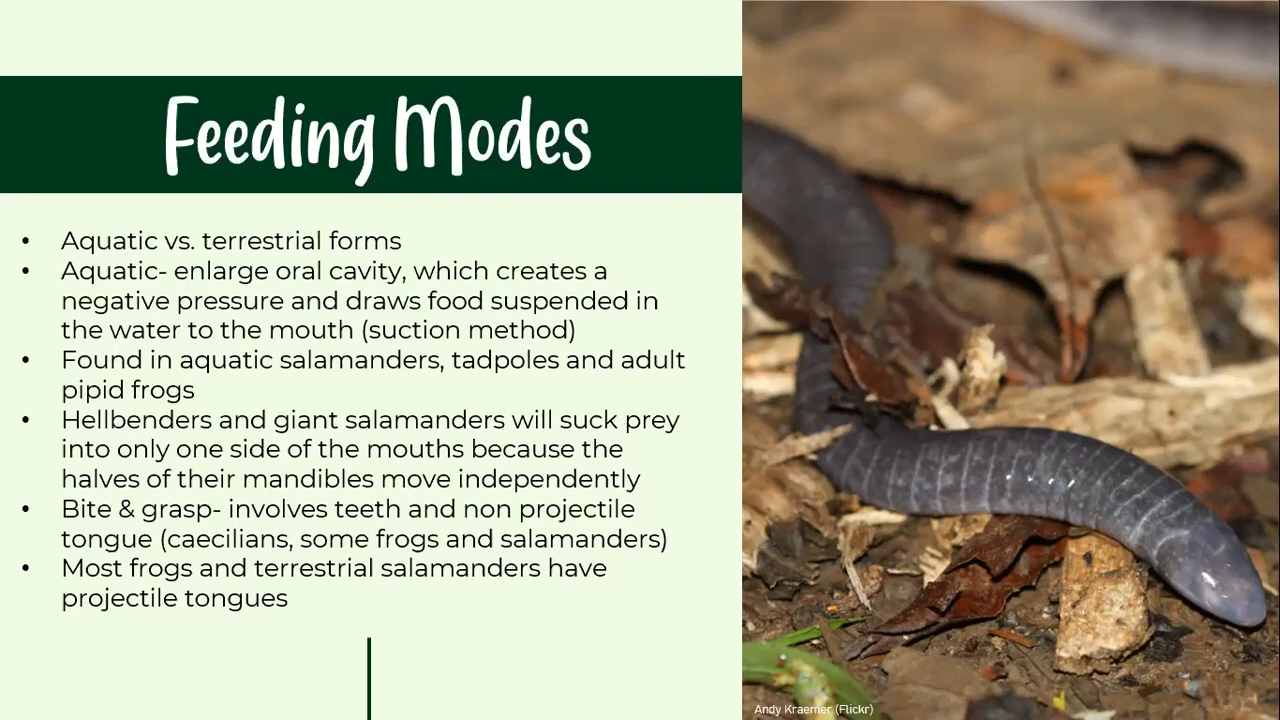 Feeding Modes
• Aquatic vs. terrestrial forms
• Aquatic- enlarge oral cavity, which creates a
negative pressure and draws food suspended in
the water to the mouth (suction method)
• Found in aquatic salamanders, tadpoles and adult
pipid frogs
• Hellbenders and giant salamanders will suck prey
into only one side of the mouths because the
halves of their mandibles move independently
• Bite & grasp- involves teeth and non projectile
tongue (caecilians, some frogs and salamanders)
• Most frogs and terrestrial salamanders have
projectile tongues
Andy Kraemer (Flickr)